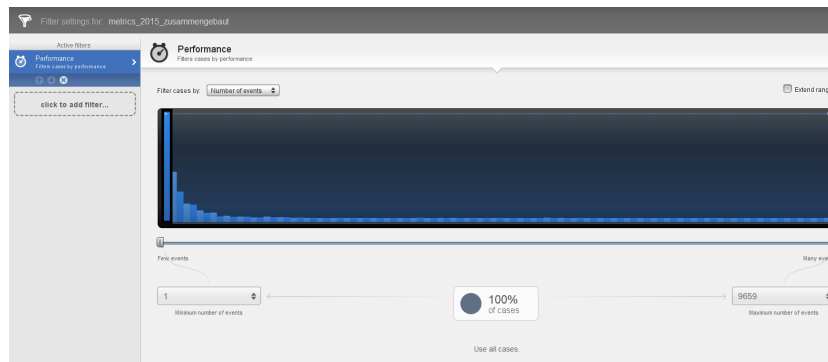 Filter settings for: metrics_2015_zusammengebaut
Active filters
Performance
Filters cases by performance
click to add filter...
Performance
Filters cases by performance
Filter cases by: Number of events
Extend rang
Few events
Many eve
1
Minimum number of events
100%
of cases
9659
Maximum number of events
Use all cases.